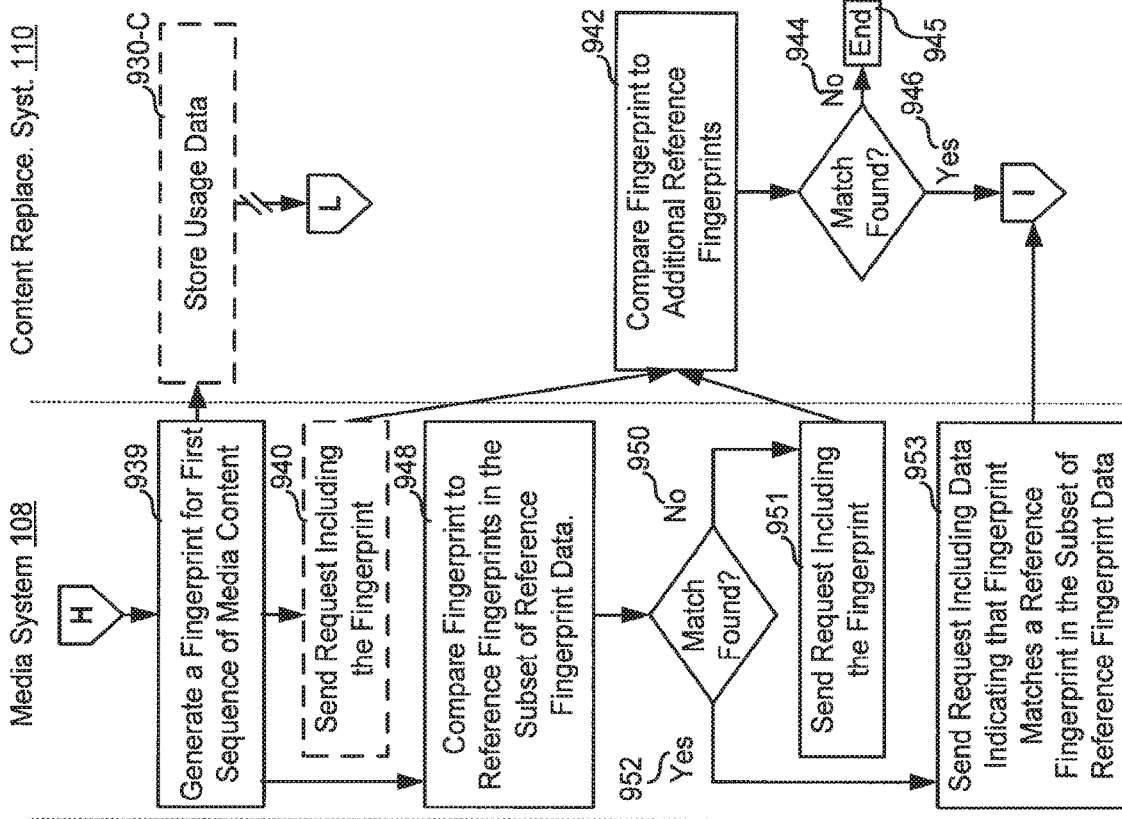 Media System 108
Content Replace. Syst. 110
H
939
Generate a Fingerprint for First
Sequence of Media Content
930-C
Store Usage Data
L
940
Send Request Including
the Fingerprint
948
Compare Fingerprint to
Reference Fingerprints in the
Subset of Reference
Fingerprint Data.
942
Compare Fingerprint to
Additional Reference
Fingerprints
Match
Found?
950
No
952
Yes
951
Send Request Including
the Fingerprint
Match
Found?
944
No
End
945
946
Yes
I
953
Send Request Including Data
Indicating that Fingerprint
Matches a Reference
Fingerprint in the Subset of
Reference Fingerprint Data